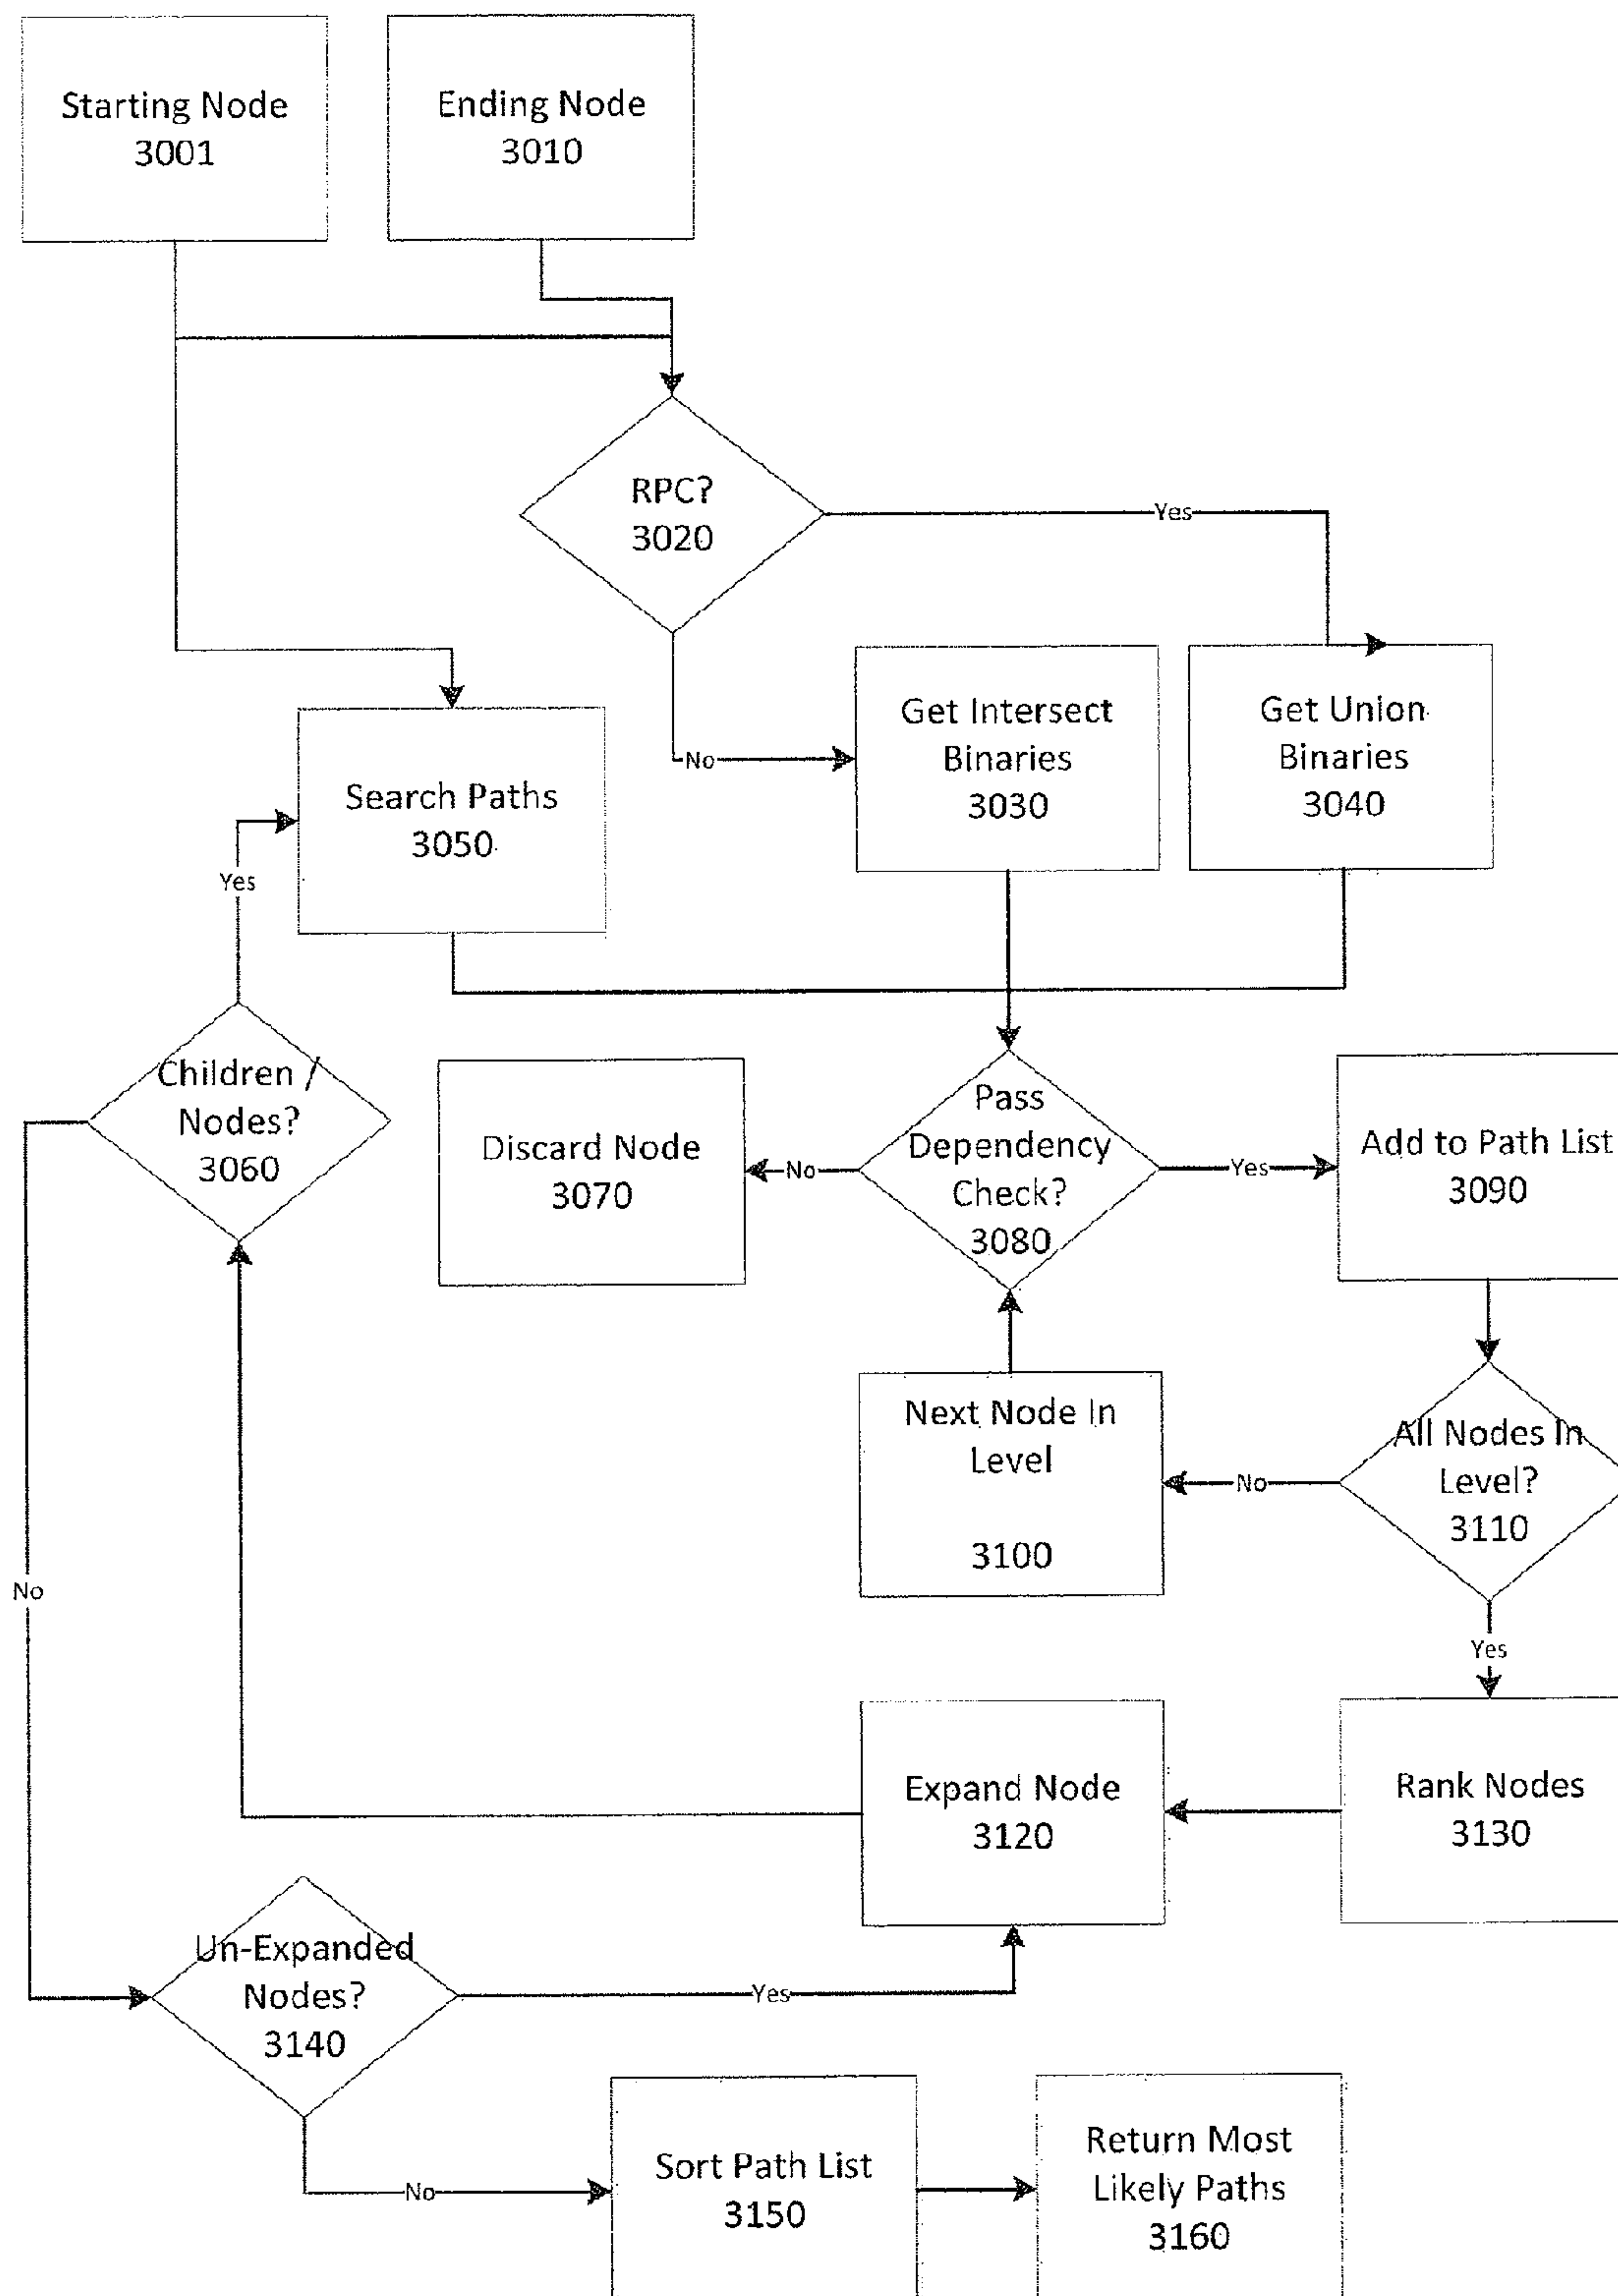 Starting Node
3001
Ending Node
3010
RPC?
3020
Yes
No
Get Intersect
Binaries
3030
Get Union
Binaries
3040
Search Paths
3050
Yes
Children /
Nodes?
3060
No
Discard Node
3070
No
Pass
Dependency
Check?
3080
Yes
Add to Path List
3090
Next Node In
Level
3100
No
All Nodes In
Level?
3110
Yes
Expand Node
3120
Rank Nodes
3130
Un-Expanded
Nodes?
3140
Yes
No
Sort Path List
3150
Return Most
Likely Paths
3160